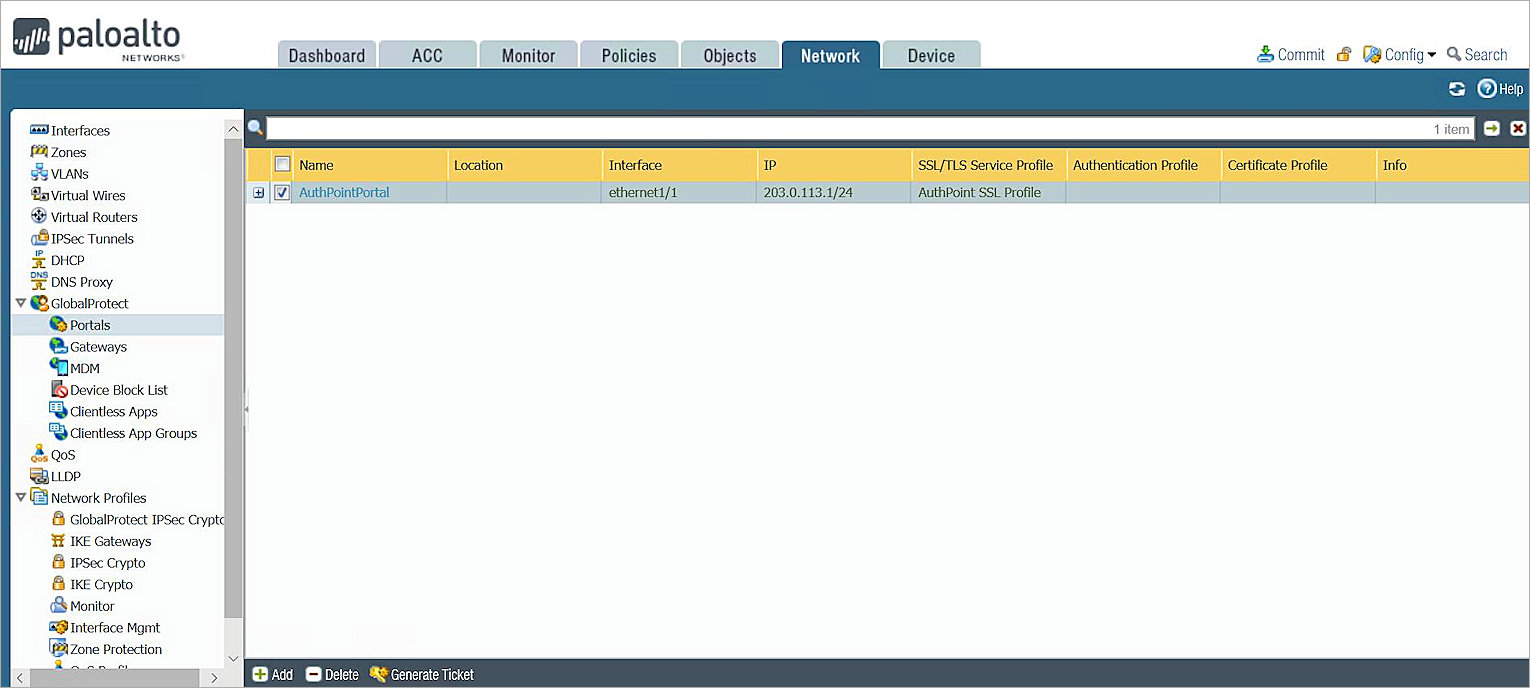 paloalto
NETWORKS®
Dashboard ACC Monitor Policies Objects Network Device
Commit Config Search
Help
1 item
Interfaces
Zones
VLANs
Virtual Wires
Virtual Routers
IPSec Tunnels
DHCP
DNS Proxy
GlobalProtect
Portals
Gateways
MDM
Device Block List
Clientless Apps
Clientless App Groups
QoS
LLDP
Network Profiles
GlobalProtect IPSec Crypto
IKE Gateways
IPSec Crypto
IKE Crypto
Monitor
Interface Mgmt
Zone Protection
Name Location Interface IP SSL/TLS Service Profile Authentication Profile Certificate Profile Info
AuthPointPortal ethernet1/1 203.0.113.1/24 AuthPoint SSL Profile
Add Delete Generate Ticket